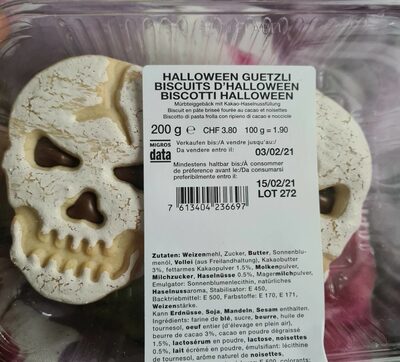 HALLOWEEN GUETZLI
BISCUITS D'HALLOWEEN
BISCOTTI HALLOWEEN
Mürbteiggebäck mit Kakao-Haselnussfüllung
Biscuit en pâte brisée fourée au cacao et noisettes
Biscotto di pasta frolla con ripieno di cacao e nocciole
200 g e CHF 3.80 100 g = 1.90
MIGROS
data
Verkaufen bis:/A vendre jusqu'au:/
Da vendere entro il:
03/02/21
Mindestens haltbar bis:/À consommer
de préférence avant le:/Da consumarsi
preferibilmente entro il:
15/02/21
LOT 272
7 613404 236697
Zutaten: Weizenmehl, Zucker, Butter, Sonnenblu-
menöl, Vollei (aus Freilandhaltung), Kakaobutter
3%, fettarmes Kakaopulver 1.5%, Molkenpulver,
Milchzucker, Haselnüsse 0.5%, Magermilchpulver,
Emulgator: Sonnenblumenlecithin, natürliches
Haselnussaroma, Stabilisator: E 450,
Backtriebmittel: E 500, Farbstoffe: E 170, E 171,
Weizenstärke.
Kann Erdnüsse, Soja, Mandeln, Sesam enthalten.
Ingrédients: farine de blé, sucre, beurre, huile de
tournesol, oeuf entier (d'élevage en plein air),
beurre de cacao 3%, cacao en poudre dégraissé
1.5%, lactosérum en poudre, lactose, noisettes
0.5%, lait écrémé en poudre, émulsifiant: lécithine
de tournesol, arôme naturel de noisettes,